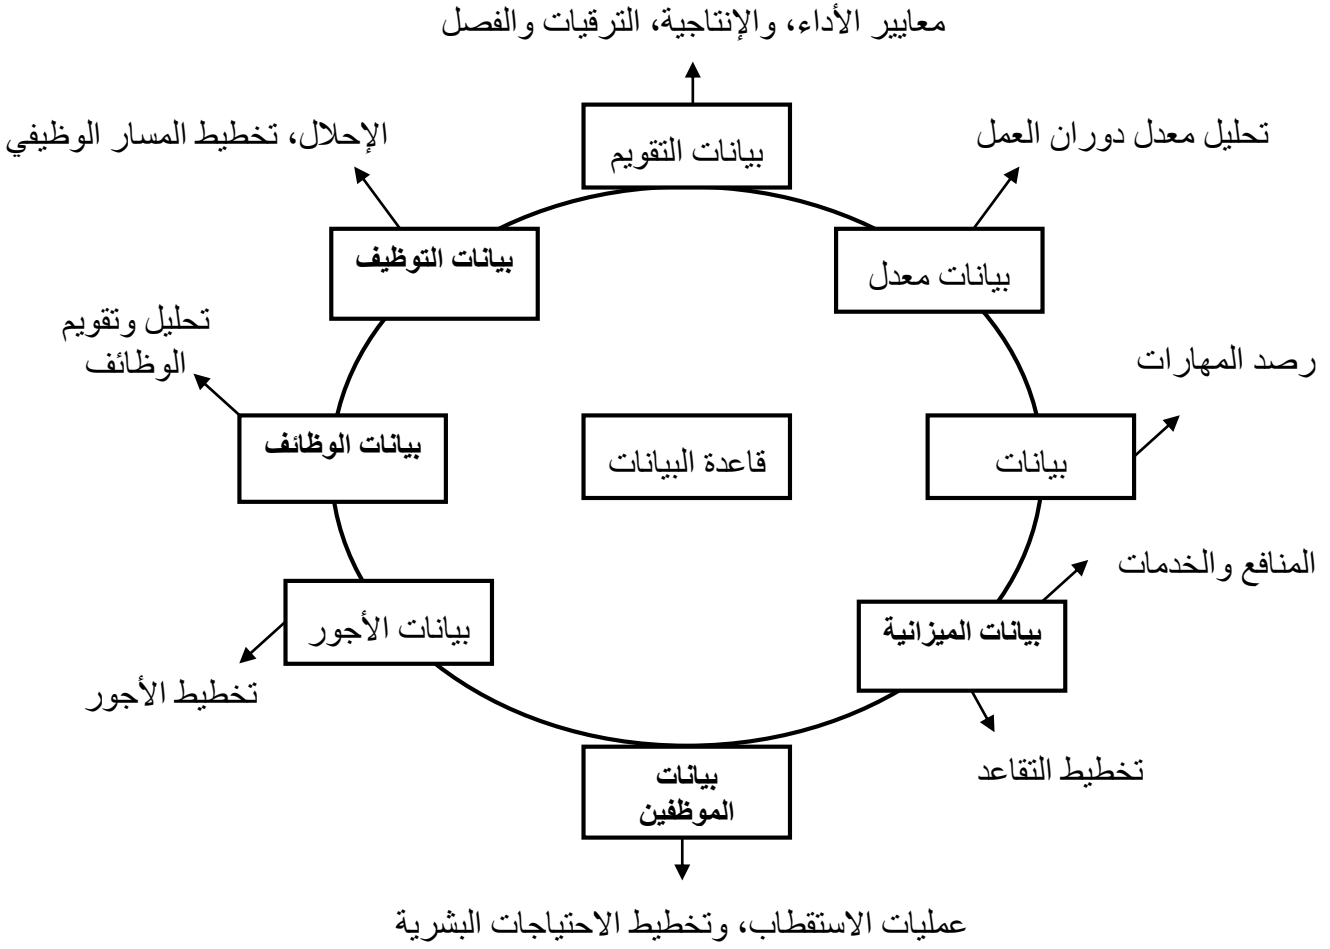 معايير الأداء، والإنتاجية، الترقيات والفصل
تحليل معدل دوران العمل
بيانات التقويم
الإحلال، تخطيط المسار الوظيفي
بيانات معدل
بيانات التوظيف
تحليل وتقويم
الوظائف
رصد المهارات
بيانات
قاعدة البيانات
بيانات الوظائف
المنافع والخدمات
بيانات الميزانية
بيانات الأجور
تخطيط الأجور
تخطيط التقاعد
بيانات
الموظفين
عمليات الاستقطاب، وتخطيط الاحتياجات البشرية